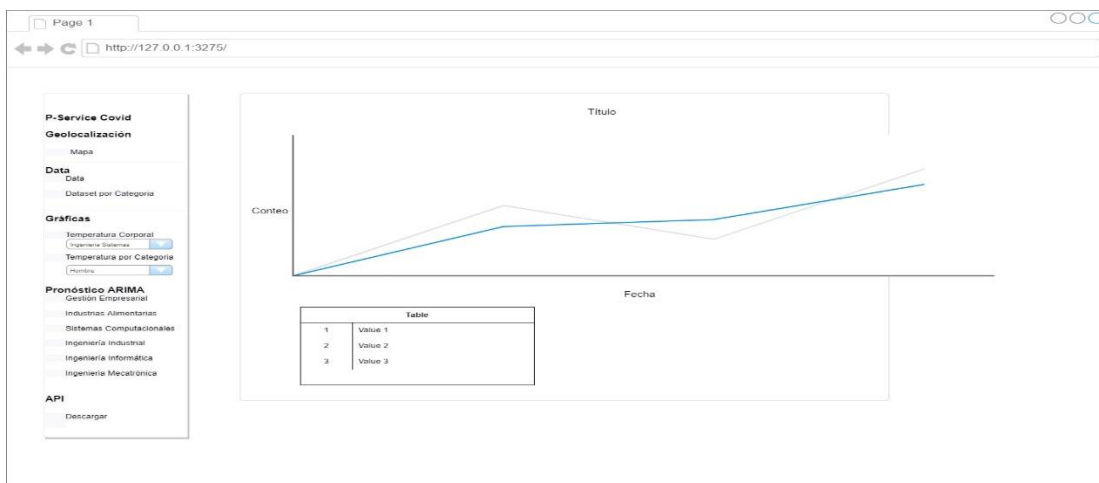 Page 1
http://127.0.0.1:3275/
P-Service Covid
Geolocalización
Mapa
Data
Data
Dataset por Categoria
Gráficas
Temperatura Corporal
Ingenieria Sistemas
Temperatura por Categoria
Hombre
Pronóstico ARIMA
Gestión Empresarial
Industrias Alimentarias
Sistemas Computacionales
Ingeniería Industrial
Ingeniería Informática
Ingeniería Mecatrónica
API
Descargar
Título
Conteo
Fecha
Table
1 Value 1
2 Value 2
3 Value 3